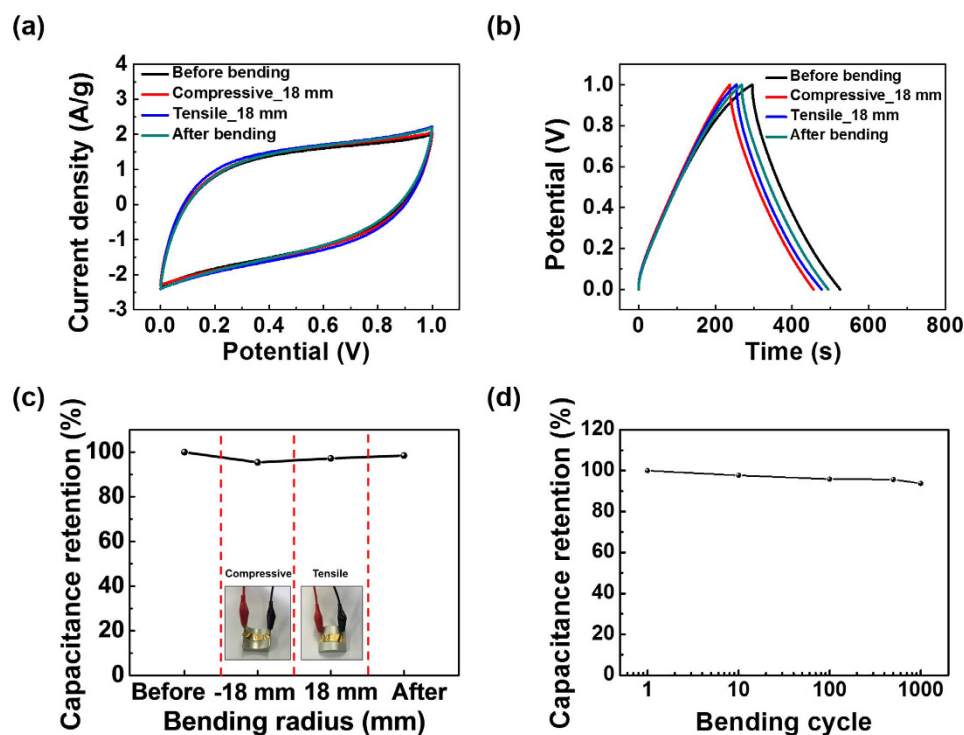 (a)
Current density (A/g)
4
3
2
1
0
-1
-2
-3
Before bending
Compressive_18 mm
Tensile_18 mm
After bending
0.0 0.2 0.4 0.6 0.8 1.0
Potential (V)
(b)
Potential (V)
1.0
0.8
0.6
0.4
0.2
0.0
Before bending
Compressive_18 mm
Tensile_18 mm
After bending
0 200 400 600 800
Time (s)
(c)
Capacitance retention (%)
100
80
60
40
20
0
Compressive
Tensile
Before -18 mm 18 mm After
Bending radius (mm)
(d)
Capacitance retention (%)
120
100
80
60
40
20
0
1 10 100 1000
Bending cycle